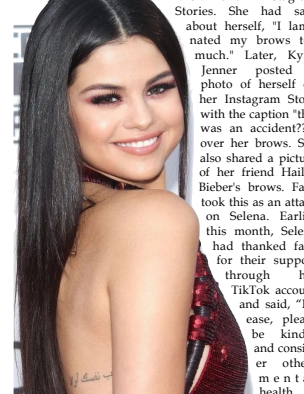 Stories. She had sa
about herself, "I lam
nated my brows t
much." Later, Ky
Jenner posted
photo of herself
her Instagram Sto
with the caption "th
was an accident??
over her brows. S
also shared a pictu
of her friend Hail
Bieber's brows. Fa
took this as an atta
on Selena. Earli
this month, Sele
had thanked fa
for their suppo
through h
TikTok accou
and said, "
ease, plea
be kind
and consi
er othe
ment
health